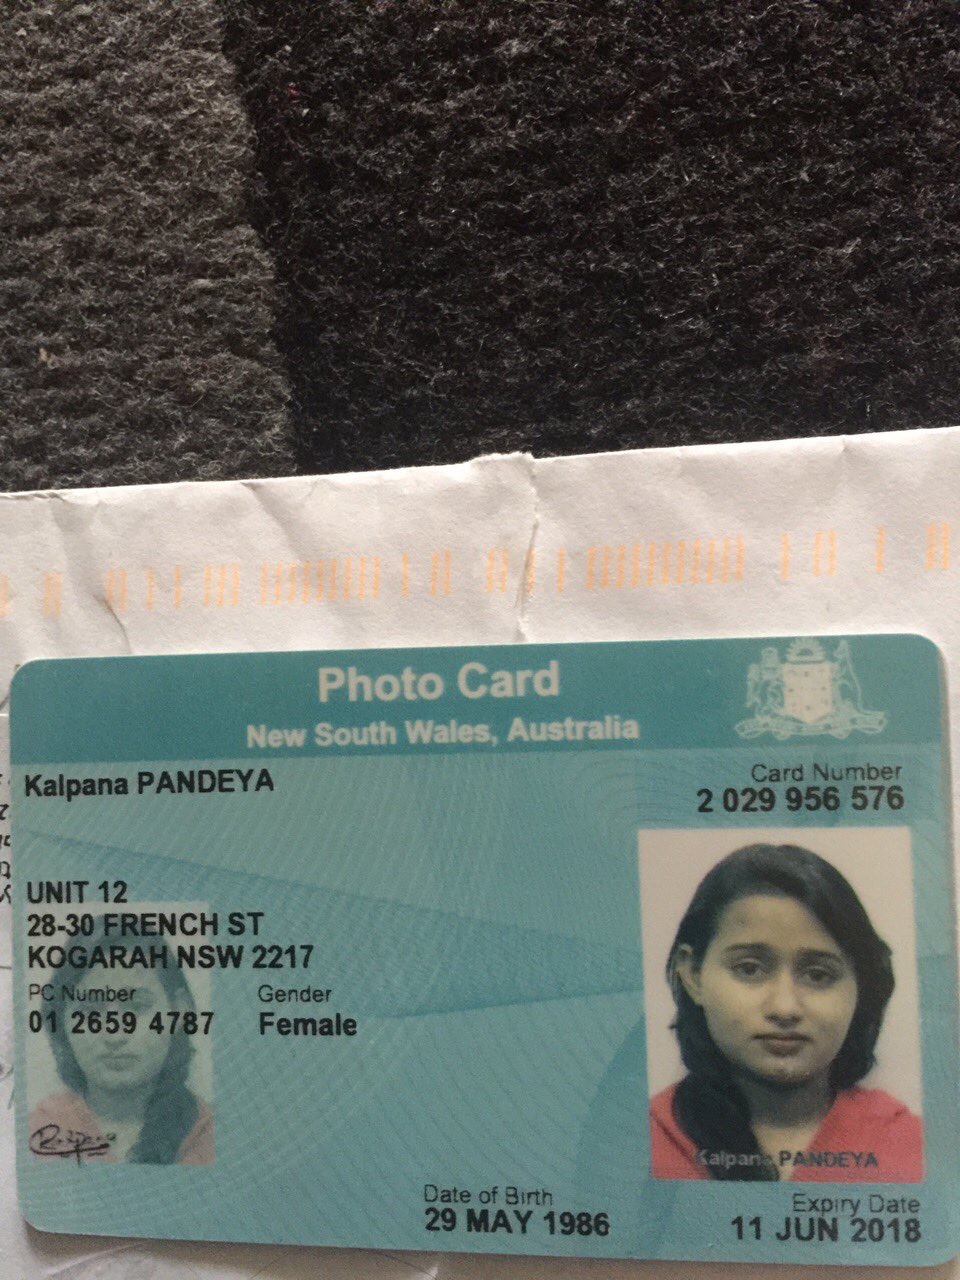 Photo Card
New South Wales, Australia
Kalpana PANDEYA
Card Number
2 029 956 576
UNIT 12
28-30 FRENCH ST
KOGARAH NSW 2217
PC Number
Gender
01 2659 4787
Female
Kalpana PANDEYA
Date of Birth
29 MAY 1986
Expiry Date
11 JUN 2018